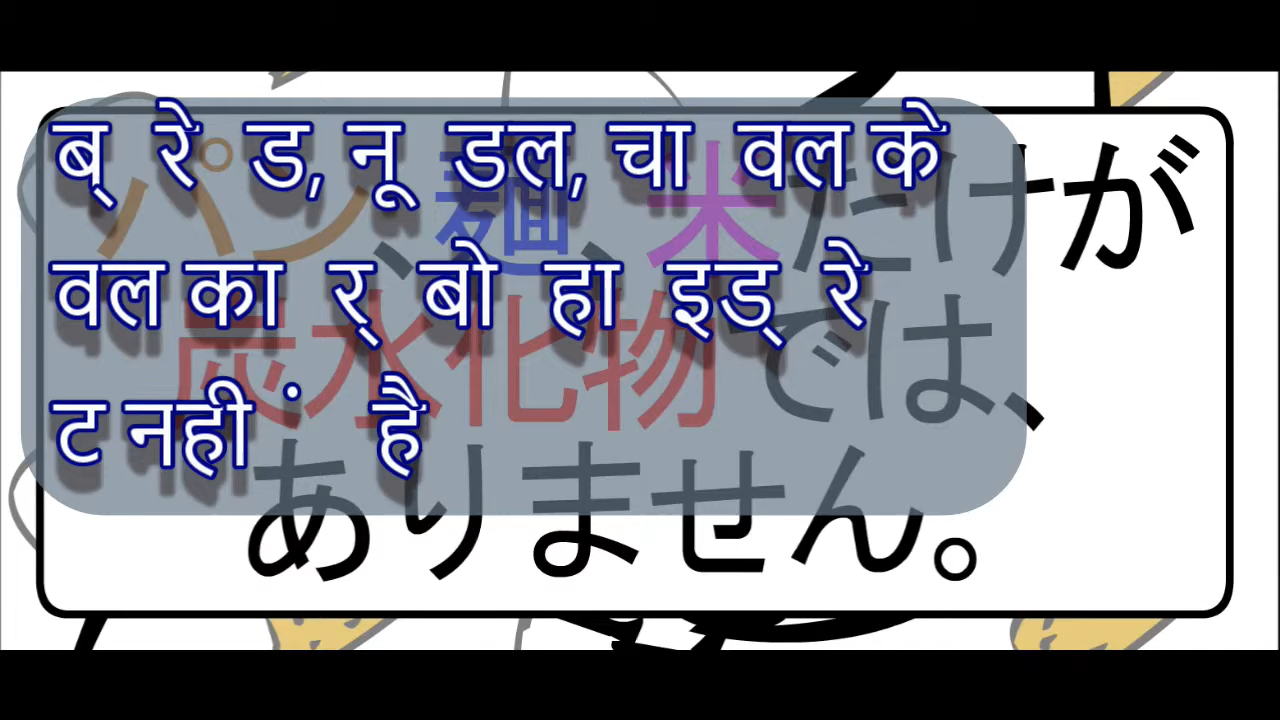 ब्रेड, नूडल, चावल के
वल कार्बोहाइड्रे
ट नहीं है
パン、麺、米だけが
炭水化物では、
ありません。